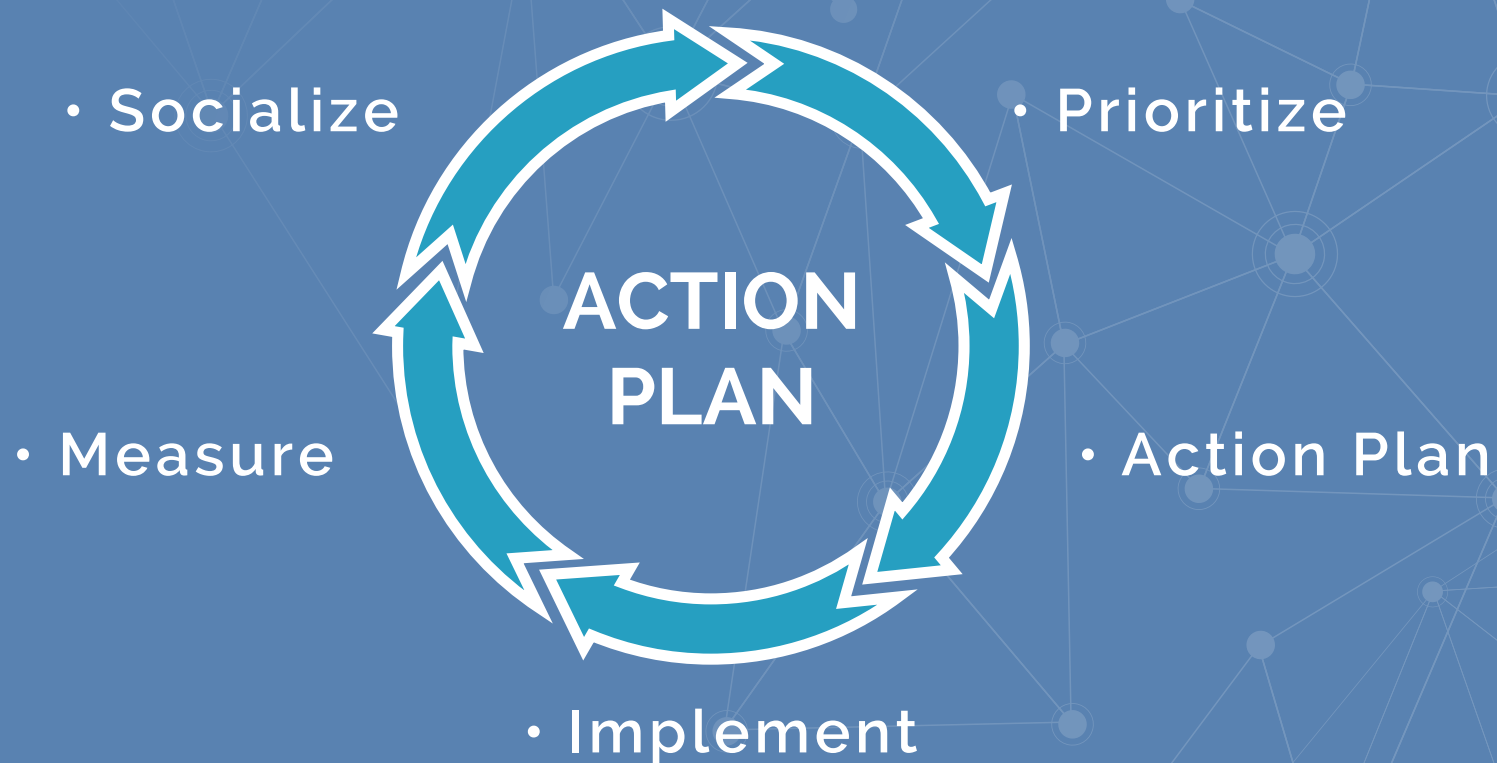 • Socialize
• Prioritize
ACTION
PLAN
• Measure
• Action Plan
• Implement